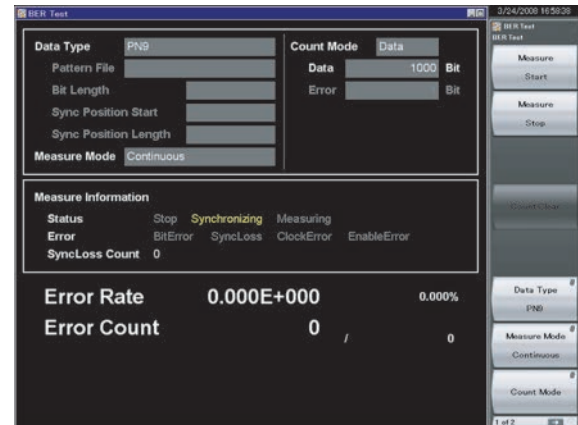 BER Test
3/24/2008 16:58:38
BER Test
BER Test
Data Type PN9 Count Mode Data
Pattern File Data 1000 Bit
Bit Length Error Bit
Sync Position Start
Sync Position Length
Measure Mode Continuous
Measure Start
Measure Stop
Count Clear
Measure Information
Status Stop Synchronizing Measuring
Error BitError SyncLoss ClockError EnableError
SyncLoss Count 0
Error Rate 0.000E+000 0.000%
Error Count 0 / 0
Data Type
PN9
Measure Mode
Continuous
Count Mode
1 of 2